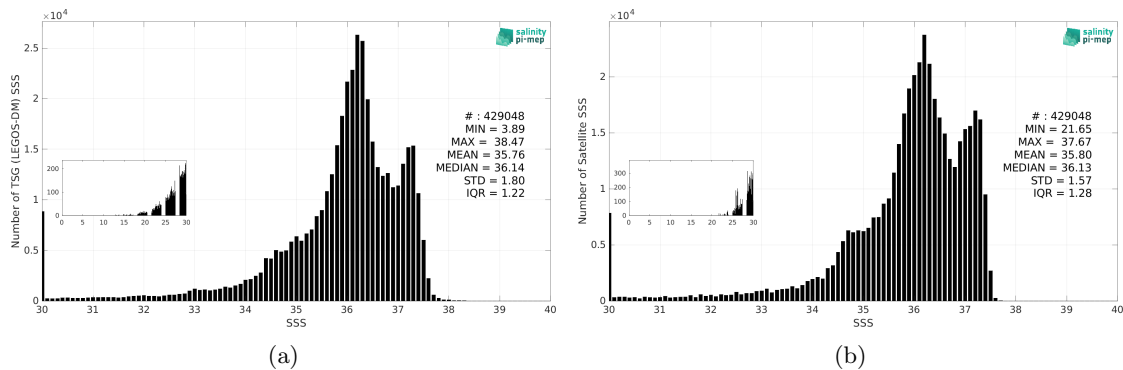 ×10⁴
salinity
pi-mep
2.5
2
1.5
1
0.5
0
Number of TSG (LEGOS-DM) SSS
# : 429048
MIN = 3.89
MAX = 38.47
MEAN = 35.76
MEDIAN = 36.14
STD = 1.80
IQR = 1.22
200
100
0
0 5 10 15 20 25 30
30 31 32 33 34 35 36 37 38 39 40
SSS
(a)
×10⁴
salinity
pi-mep
2
1.5
1
0.5
0
Number of Satellite SSS
# : 429048
MIN = 21.65
MAX = 37.67
MEAN = 35.80
MEDIAN = 36.13
STD = 1.57
IQR = 1.28
300
200
100
0
0 5 10 15 20 25 30
30 31 32 33 34 35 36 37 38 39 40
SSS
(b)